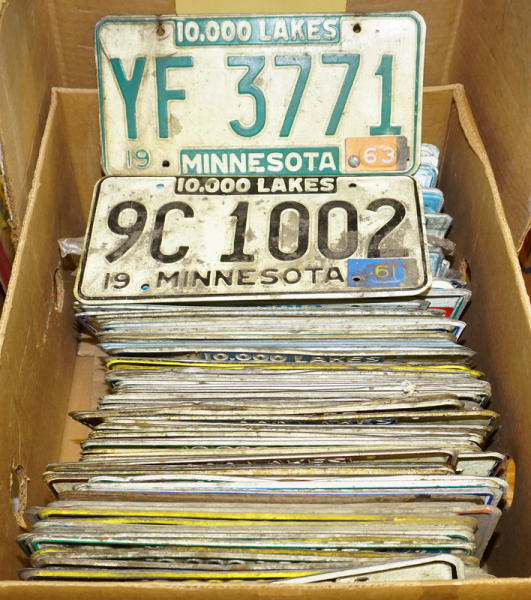 10,000 LAKES
YF 3771
19 MINNESOTA 63
10,000 LAKES
9C 1002
19 MINNESOTA 61
10,000 LAKES